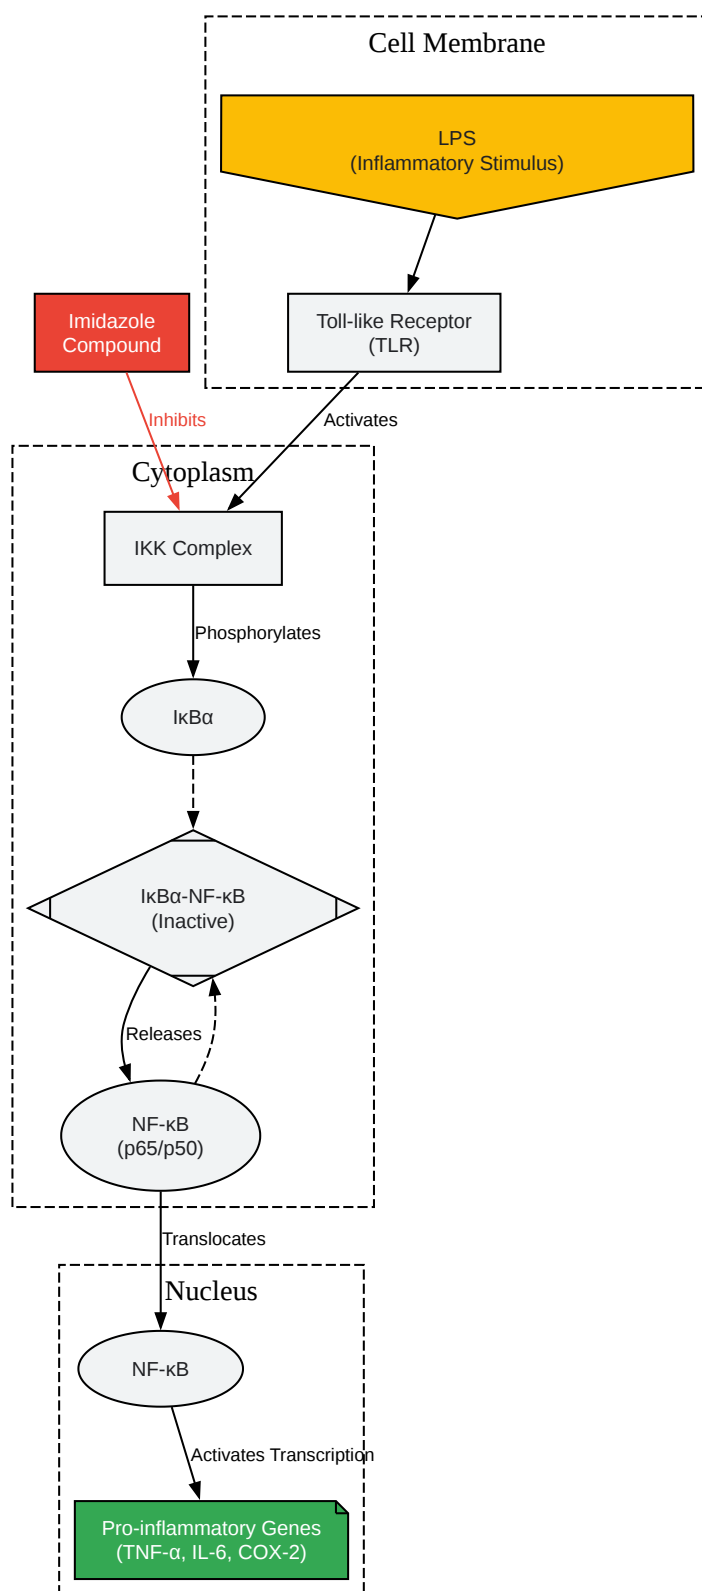 Cell Membrane
LPS
(Inflammatory Stimulus)
Imidazole
Compound
Toll-like Receptor
(TLR)
Inhibits
Activates
Cytoplasm
IKK Complex
Phosphorylates
IκBα
IκBα-NF-κB
(Inactive)
Releases
NF-κB
(p65/p50)
Translocates
Nucleus
NF-κB
Activates Transcription
Pro-inflammatory Genes
(TNF-α, IL-6, COX-2)